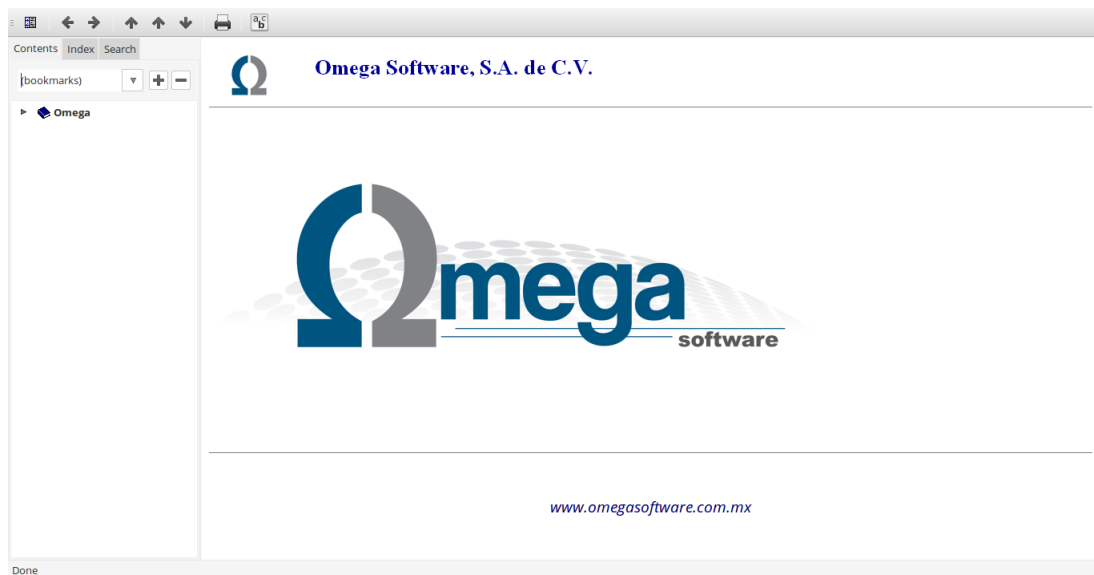 a c
b
Contents Index Search
(bookmarks)
Omega
Omega Software, S.A. de C.V.
Ωmega
software
www.omegasoftware.com.mx
Done